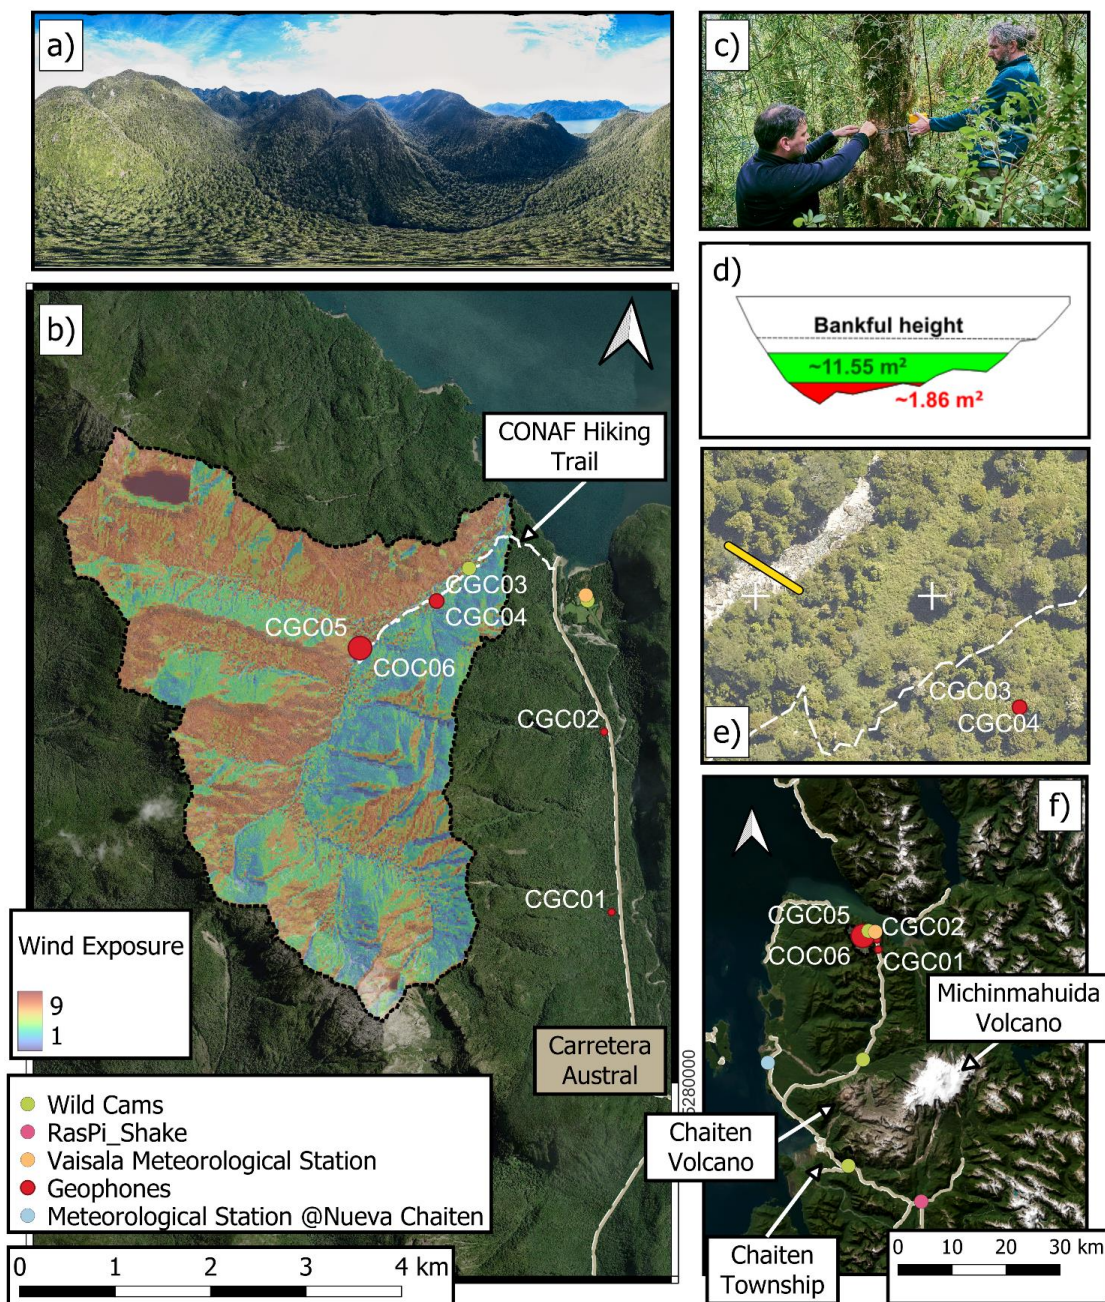 a)
c)
d)
Bankful height
~11.55 m²
~1.86 m²
b)
CONAF Hiking
Trail
CGC03
CGC04
CGC05
COC06
CGC02
CGC01
Carretera
Austral
5280000
Wind Exposure
9
1
Wild Cams
RasPi_Shake
Vaisala Meteorological Station
Geophones
Meteorological Station @Nueva Chaiten
0 1 2 3 4 km
CGC03
CGC04
e)
f)
CGC05
CGC02
COC06
CGC01
Michinmahuida
Volcano
Chaiten
Volcano
Chaiten
Township
0 10 20 30 km